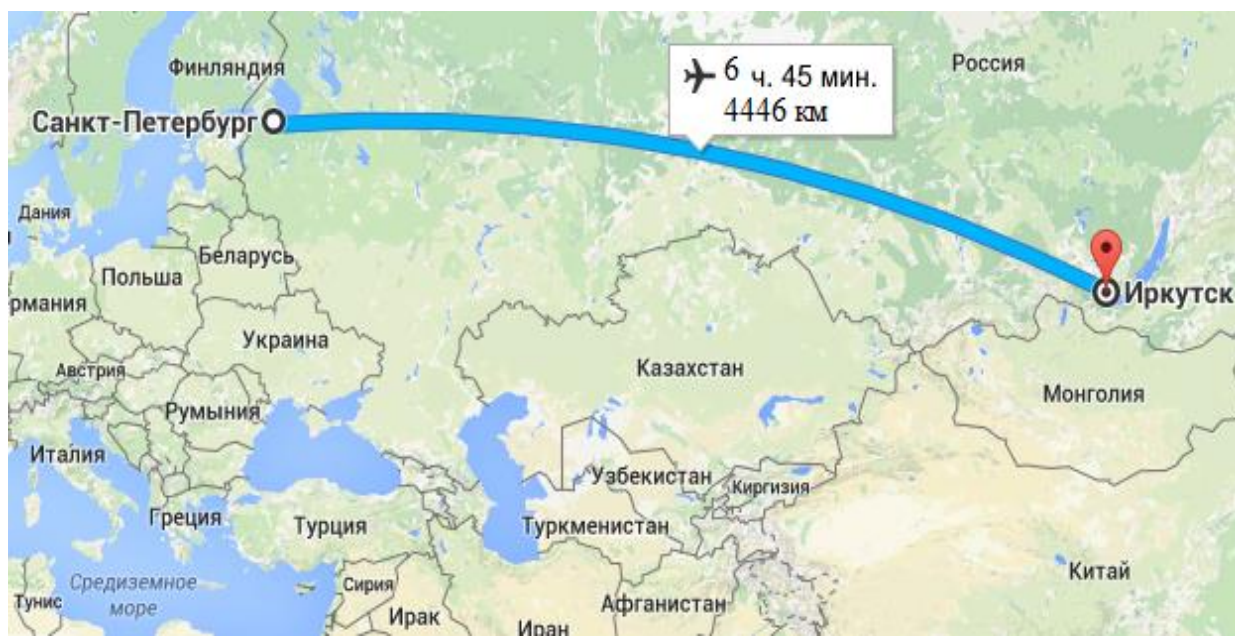 Финляндия
Россия
6 ч. 45 мин.
4446 км
Санкт-Петербург
Дания
Беларусь
Польша
ермания
Иркутск
Украина
Австрия
Казахстан
Монголия
Румыния
Италия
Узбекистан
Киргизия
Греция
Турция
Туркменистан
Китай
Средиземное
море
Сирия
Тунис
Афганистан
Ирак
Иран